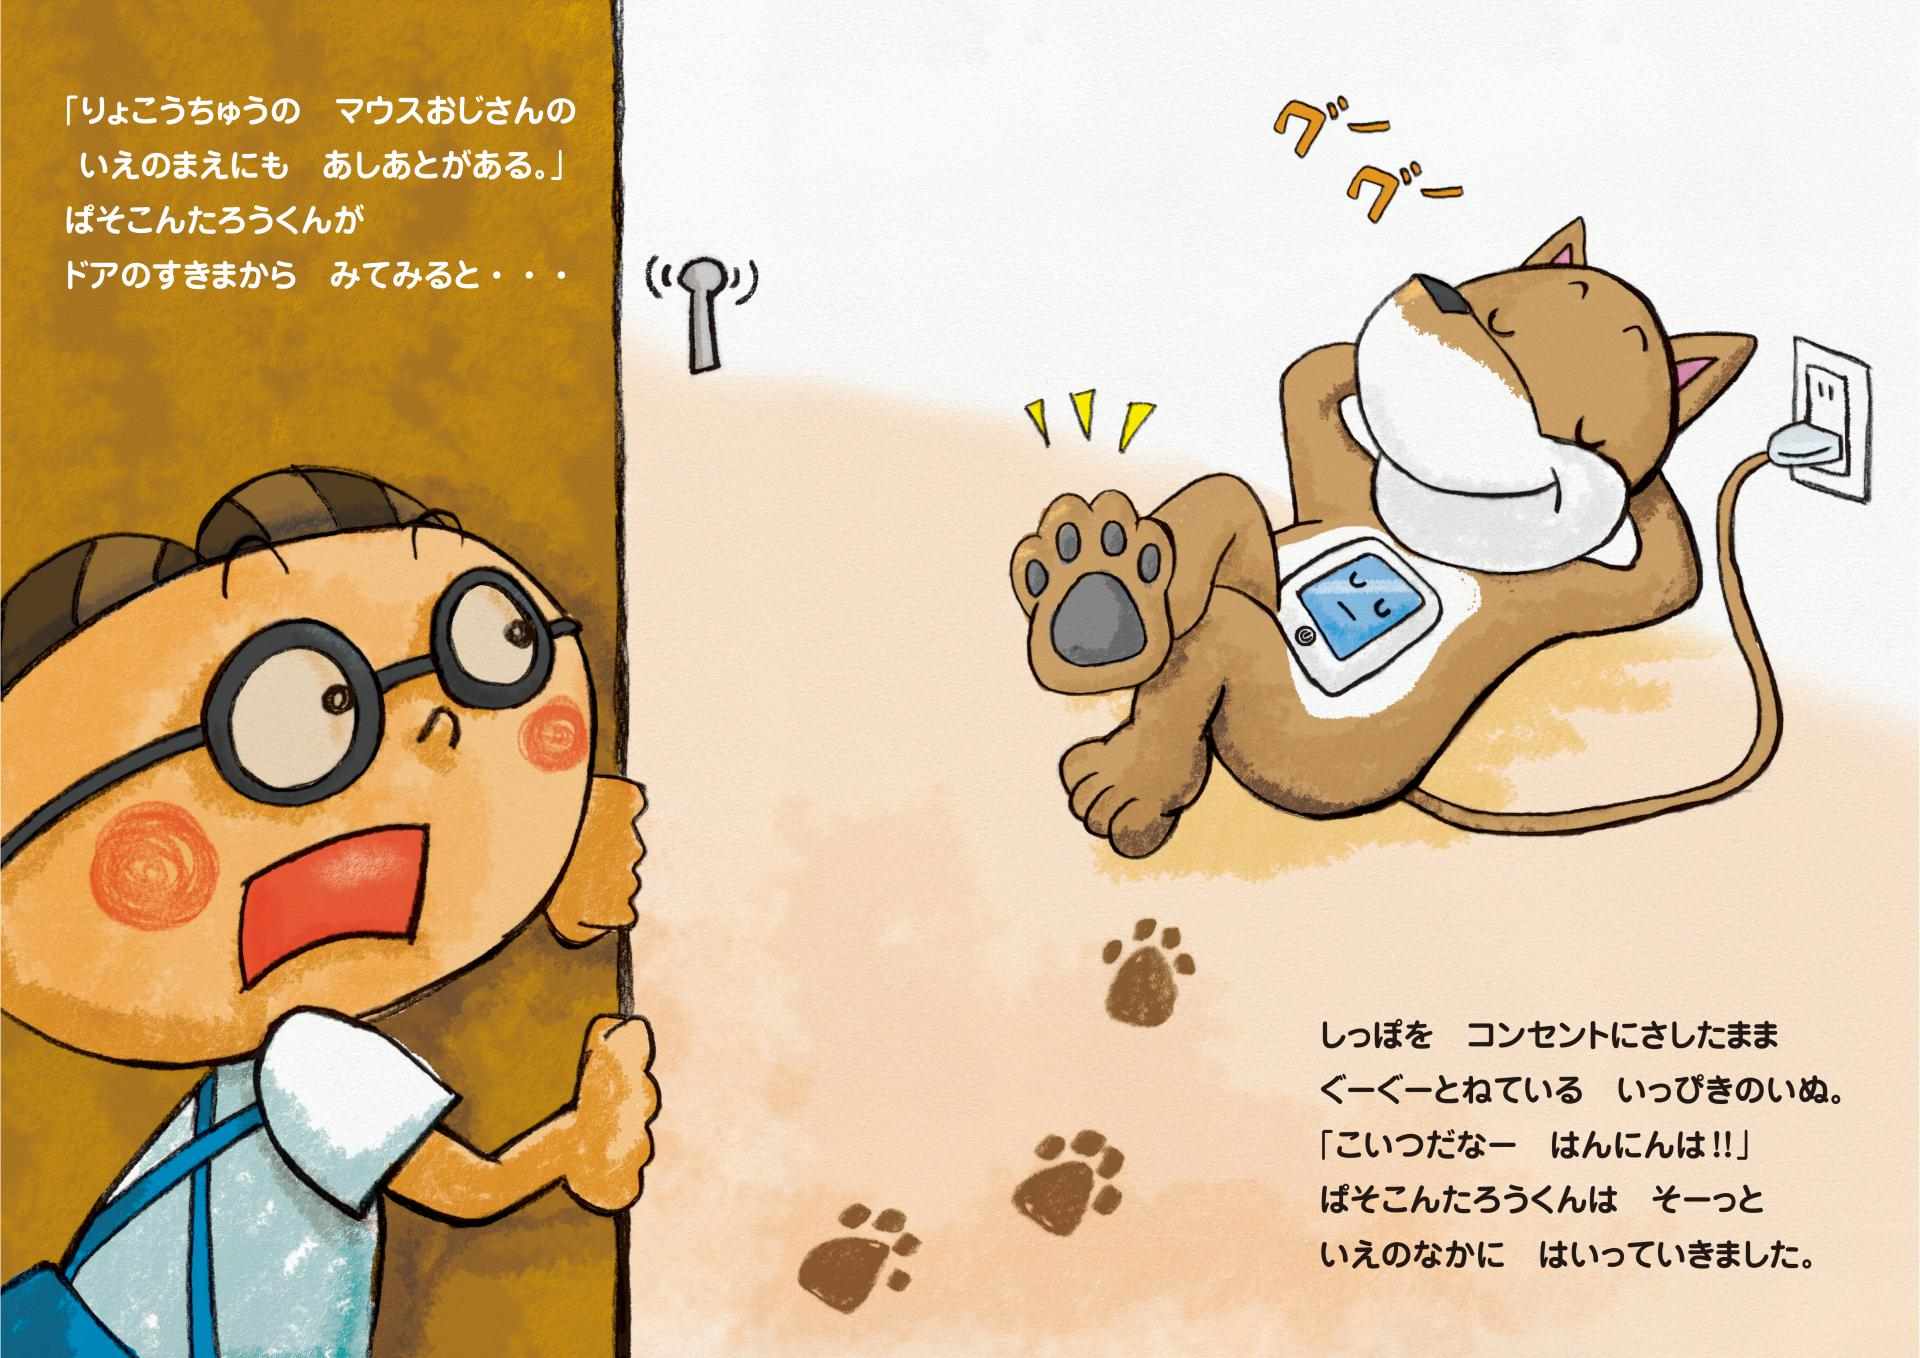 「りょこうちゅうの　マウスおじさんの
いえのまえにも　あしあとがある。」
ぱそこんたろうくんが
ドアのすきまから　みてみると・・・
グー
グー
しっぽを　コンセントにさしたまま
ぐーぐーとねている　いっぴきのいぬ。
「こいつだなー　はんにんは!!」
ぱそこんたろうくんは　そーっと
いえのなかに　はいっていきました。